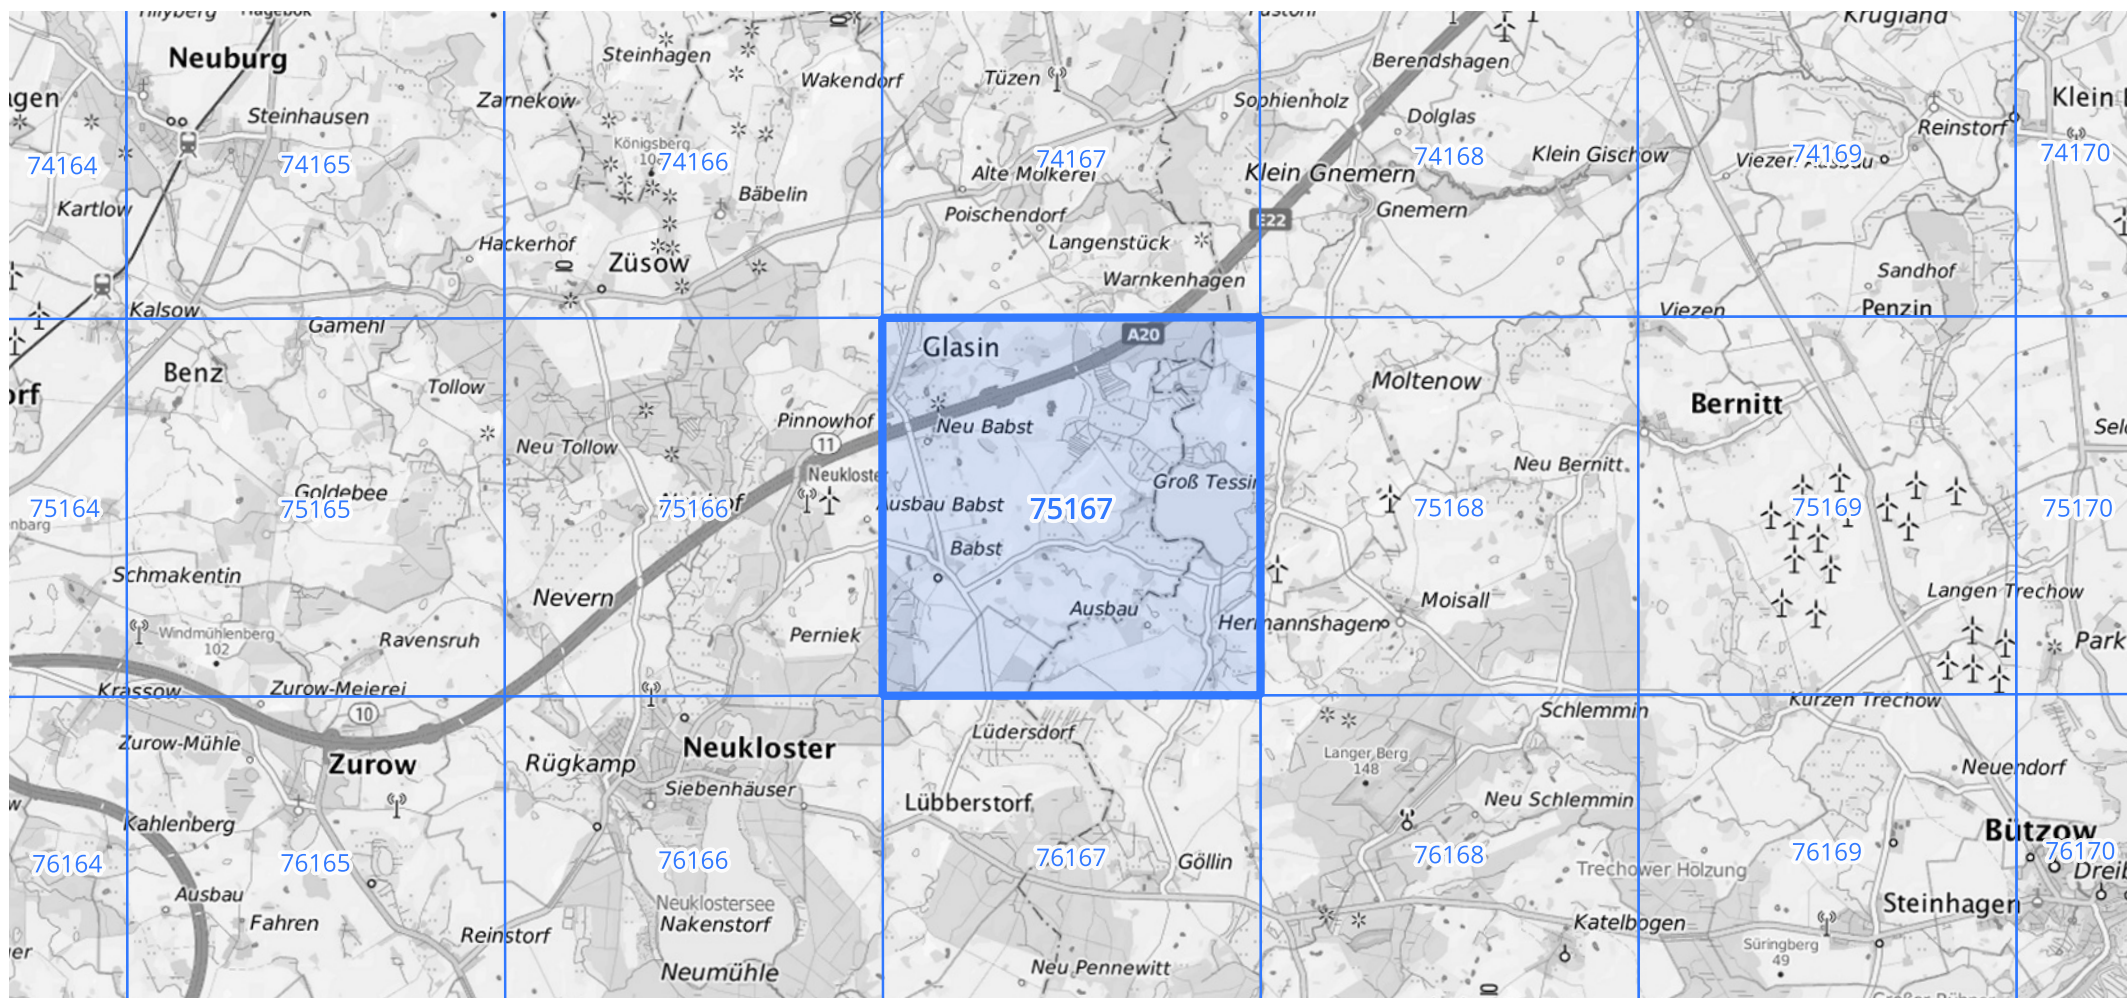 Neuburg
Steinhagen
Wakendorf
Tüzen
Berendshagen
Krugland
Zarnekow
Steinhausen
Sophienholz
Dolglas
Klein
Reinstorf
Königsberg
74164
74165
74166
74167
74168
Klein Gischow
74169
74170
Alte Molkerei
Klein Gnemern
Bäbelin
Kartlow
Poischendorf
Gnemern
E22
Hackerhof
Langenstück
Züsow
Warnkenhagen
Sandhof
Kalsow
Penzin
Viezen
Gamehl
A20
Glasin
Benz
Tollow
Moltenow
Bernitt
Pinnowhof
Neu Babst
11
Neu Tollow
Neu Bernitt
Neukloster
Groß Tessin
Goldebee
Ausbau Babst
75164
75165
75166
75167
75168
75169
75170
Babst
Schmakentin
Langen Trechow
Nevern
Moisall
Ausbau
Hermannshagen
Windmühlenberg
102
Ravensruh
Perniek
Park
Krassow
Zurow-Meierei
Kurzen Trechow
10
Schlemmin
Lüdersdorf
Zurow-Mühle
Neukloster
Langer Berg
148
Zurow
Rügkamp
Neuendorf
Siebenhäuser
Neu Schlemmin
Lübberstorf
Kahlenberg
Bützow
76164
76165
76166
76167
76168
76169
76170
Göllin
Trechower Holzung
Ausbau
Neuklostersee
Steinhagen
Fahren
Nakenstorf
Katelbogen
Reinstorf
Süringberg
49
Neu Pennewitt
Neumühle